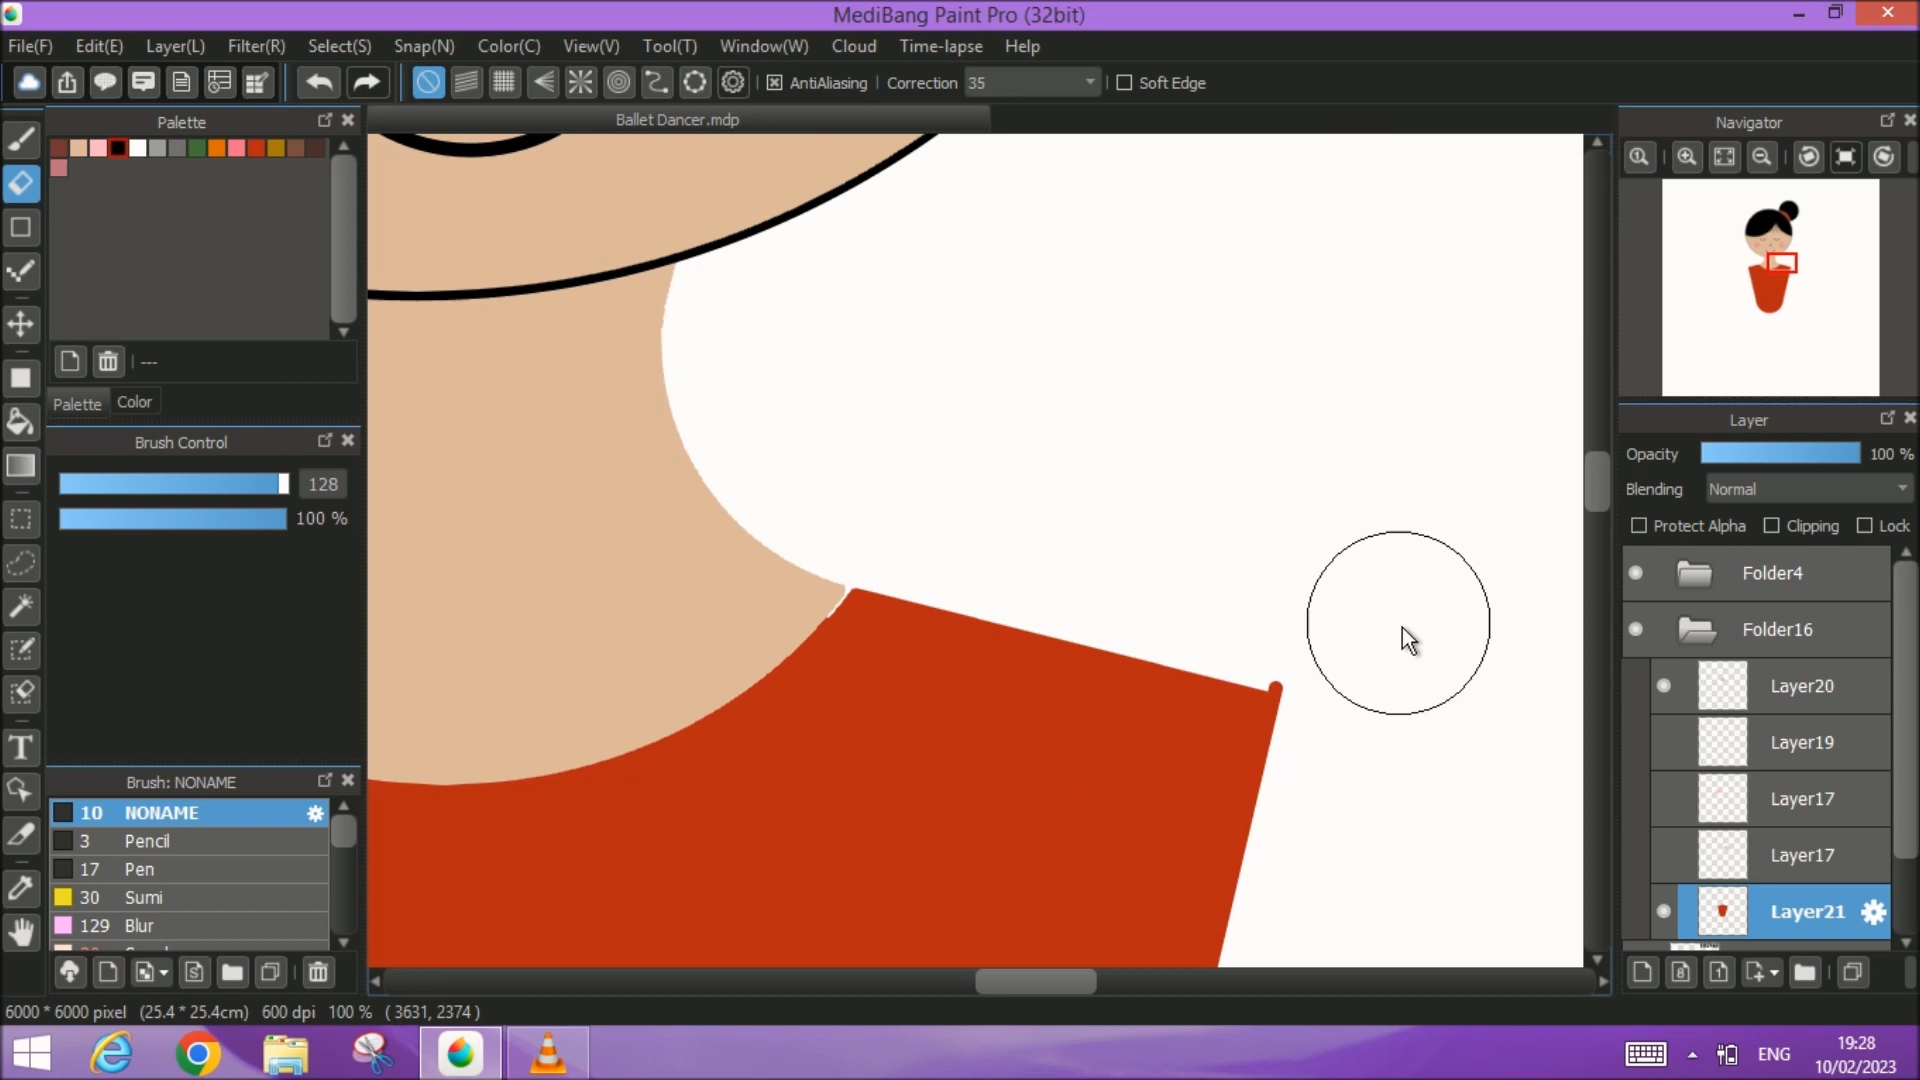 MediBang Paint Pro (32bit)
File(F) Edit(E) Layer(L) Filter(R) Select(S) Snap(N) Color(C) View(V) Tool(T) Window(W) Cloud Time-lapse Help
AntiAliasing Correction 35 Soft Edge
Palette
Ballet Dancer.mdp
Navigator
---
Palette Color
Brush Control
128
100 %
Layer
Opacity 100 %
Blending Normal
Protect Alpha Clipping Lock
Folder4
Folder16
Layer20
Layer19
Layer17
Layer17
Layer21
Brush: NONAME
10 NONAME
3 Pencil
17 Pen
30 Sumi
129 Blur
6000 * 6000 pixel (25.4 * 25.4cm) 600 dpi 100 % ( 3631, 2374 )
ENG
19:28
10/02/2023